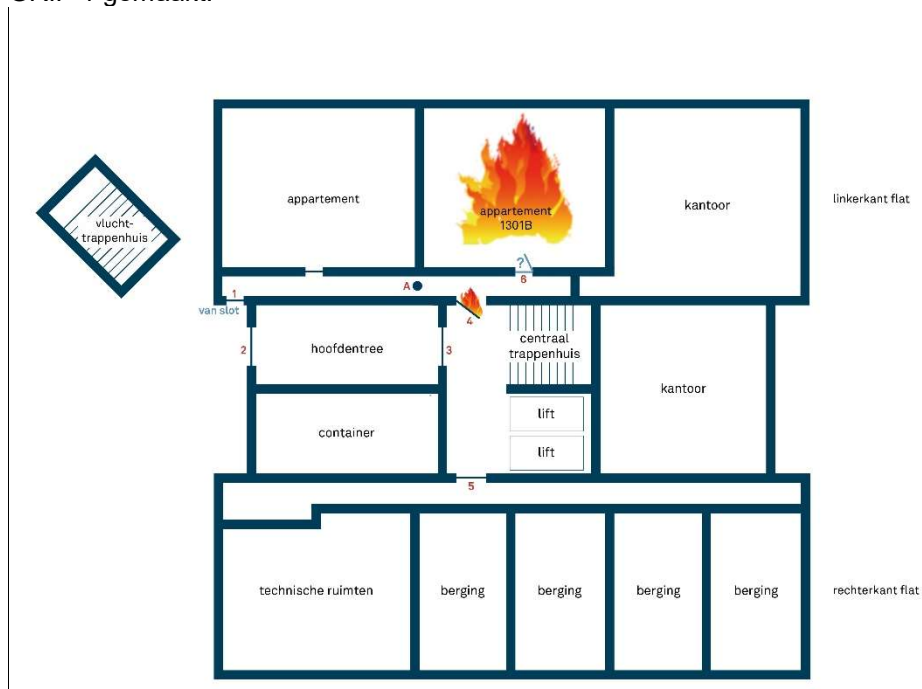 appartement
appartement
1301B
kantoor
linkerkant flat
vlucht-
trappenhuis
?
6
A
1
van slot
4
2
hoofdentree
3
centraal
trappenhuis
kantoor
lift
container
lift
5
technische ruimten
berging
berging
berging
berging
rechterkant flat